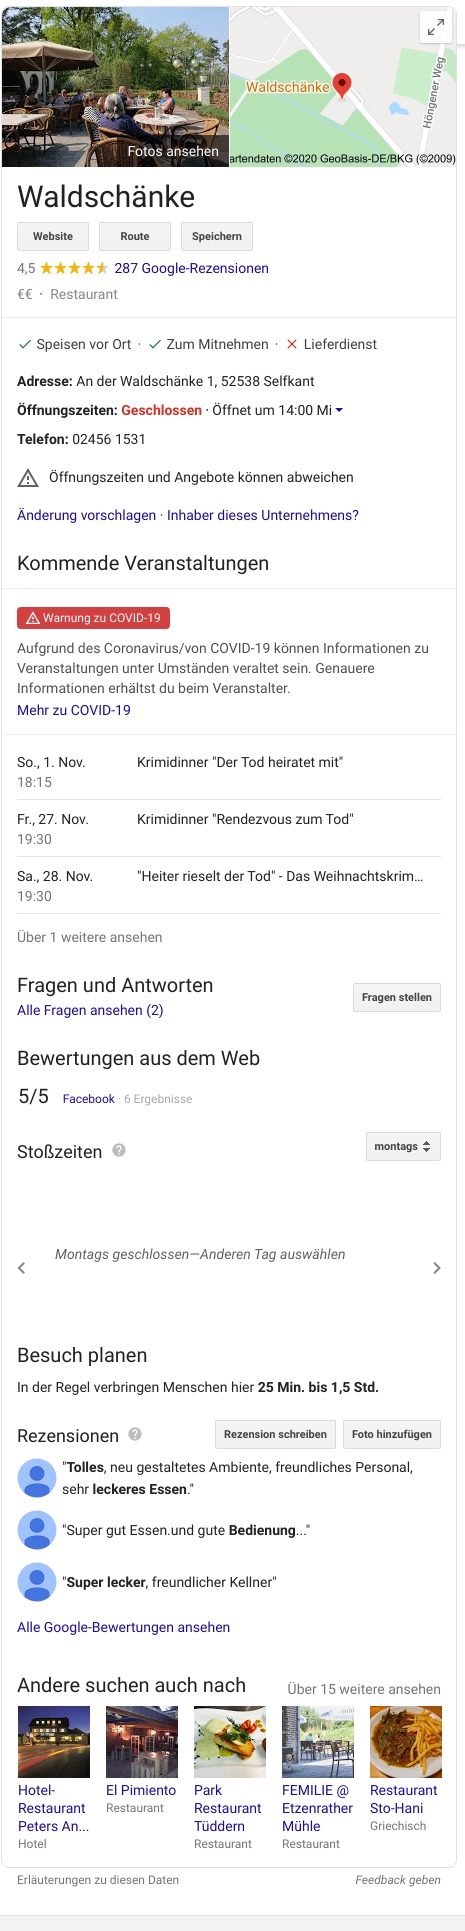 Fotos ansehen
Waldschänke
Höngener Weg
artendaten ©2020 GeoBasis-DE/BKG (©2009)
Waldschänke
Website
Route
Speichern
4,5 ★★★★★ 287 Google-Rezensionen
€€ · Restaurant
Speisen vor Ort · Zum Mitnehmen · Lieferdienst
Adresse: An der Waldschänke 1, 52538 Selfkant
Öffnungszeiten: Geschlossen · Öffnet um 14:00 Mi
Telefon: 02456 1531
Öffnungszeiten und Angebote können abweichen
Änderung vorschlagen · Inhaber dieses Unternehmens?
Kommende Veranstaltungen
Warnung zu COVID-19
Aufgrund des Coronavirus/von COVID-19 können Informationen zu
Veranstaltungen unter Umständen veraltet sein. Genauere
Informationen erhältst du beim Veranstalter.
Mehr zu COVID-19
So., 1. Nov. Krimidinner "Der Tod heiratet mit"
18:15
Fr., 27. Nov. Krimidinner "Rendezvous zum Tod"
19:30
Sa., 28. Nov. "Heiter rieselt der Tod" - Das Weihnachtskrim...
19:30
Über 1 weitere ansehen
Fragen und Antworten
Alle Fragen ansehen (2)
Fragen stellen
Bewertungen aus dem Web
5/5 Facebook · 6 Ergebnisse
Stoßzeiten ?
montags
Montags geschlossen—Anderen Tag auswählen
Besuch planen
In der Regel verbringen Menschen hier 25 Min. bis 1,5 Std.
Rezensionen ?
Rezension schreiben
Foto hinzufügen
"Tolles, neu gestaltetes Ambiente, freundliches Personal,
sehr leckeres Essen."
"Super gut Essen.und gute Bedienung..."
"Super lecker, freundlicher Kellner"
Alle Google-Bewertungen ansehen
Andere suchen auch nach
Über 15 weitere ansehen
Hotel-
Restaurant
Peters An...
Hotel
El Pimiento
Restaurant
Park
Restaurant
Tüddern
Restaurant
FEMILIE @
Etzenrather
Mühle
Restaurant
Restaurant
Sto-Hani
Griechisch
Erläuterungen zu diesen Daten
Feedback geben